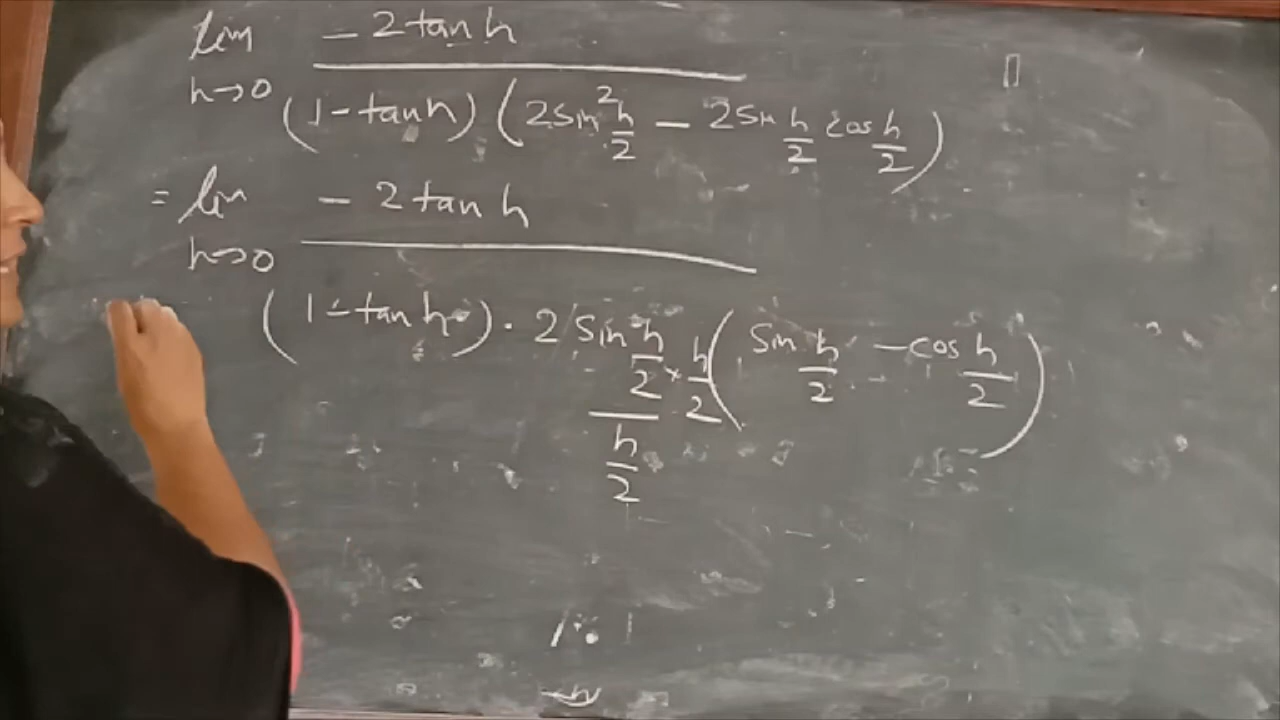 lim − 2 tan h
h→0 (1 − tan h) (2 sin² h/2 − 2 sin h/2 cos h/2)
= lim − 2 tan h
h→0 (1 − tan h) · 2 sin h/2 × h/2 (sin h/2 − cos h/2)
h/2